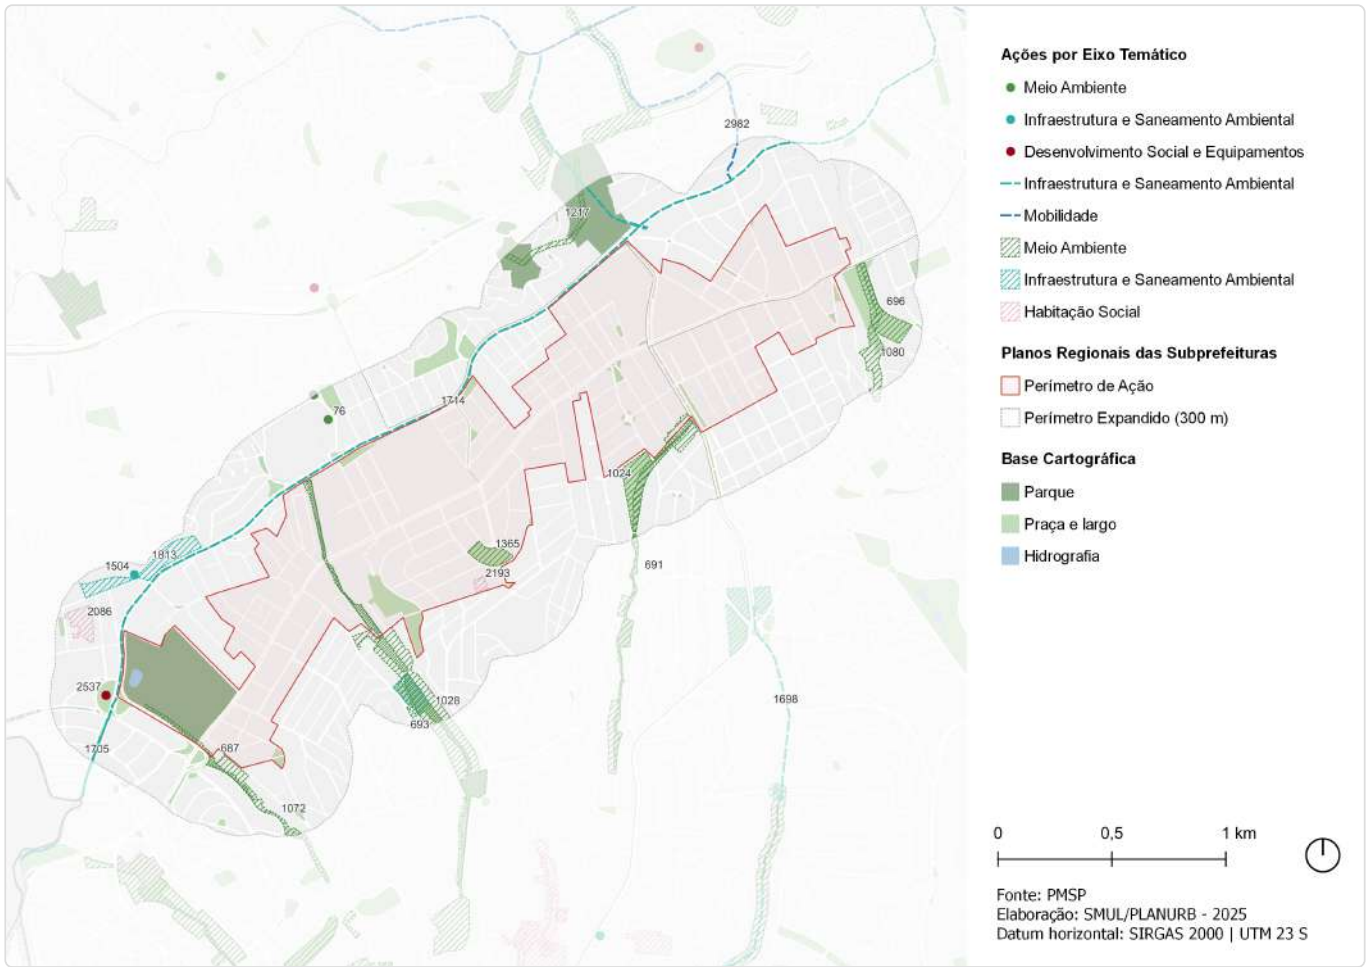 2982
1217
696
1080
1714
76
1024
1365
2193
691
1813
1504
2086
2537
1028
693
1698
1705
687
1072
Ações por Eixo Temático
Meio Ambiente
Infraestrutura e Saneamento Ambiental
Desenvolvimento Social e Equipamentos
Infraestrutura e Saneamento Ambiental
Mobilidade
Meio Ambiente
Infraestrutura e Saneamento Ambiental
Habitação Social
Planos Regionais das Subprefeituras
Perímetro de Ação
Perímetro Expandido (300 m)
Base Cartográfica
Parque
Praça e largo
Hidrografia
0 0,5 1 km
Fonte: PMSP
Elaboração: SMUL/PLANURB - 2025
Datum horizontal: SIRGAS 2000 | UTM 23 S